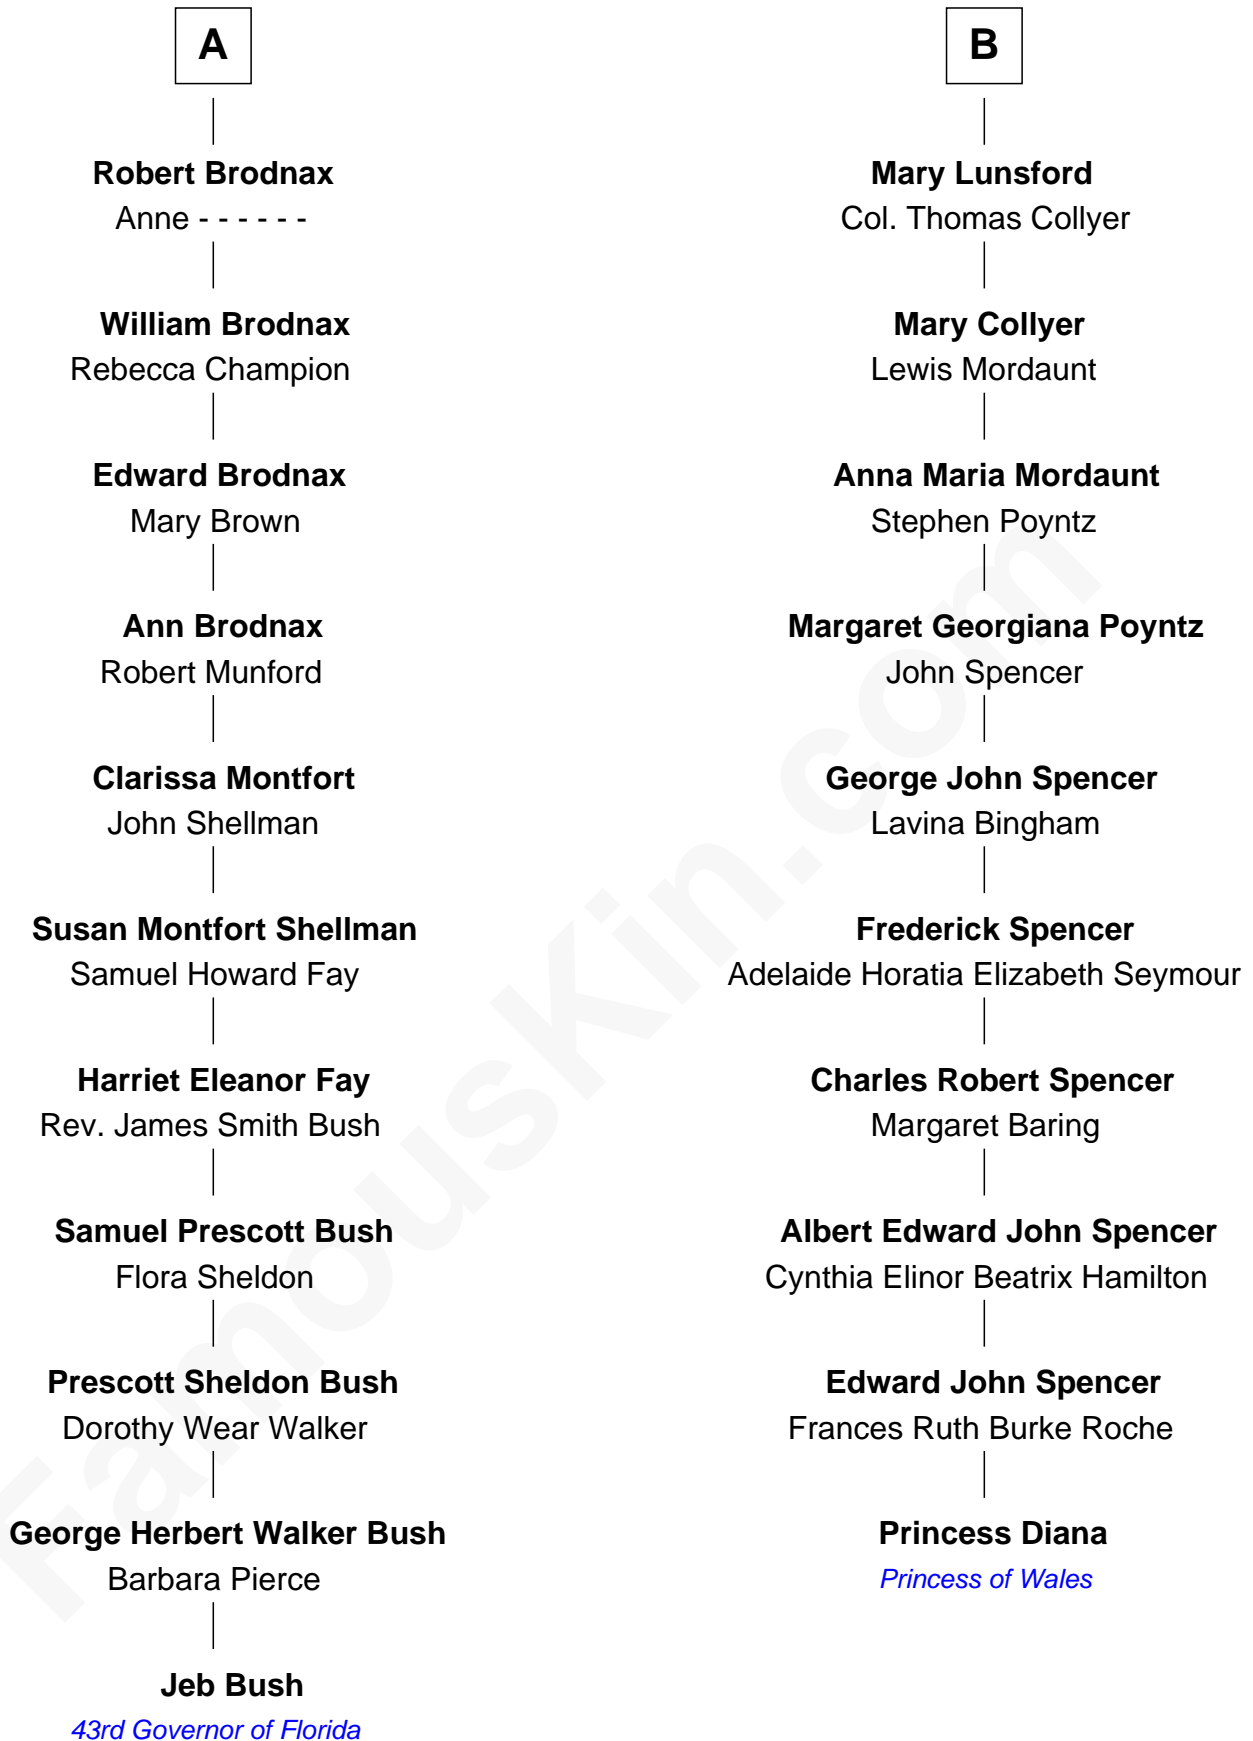 A
Robert Brodnax
Anne - - - - - -
William Brodnax
Rebecca Champion
Edward Brodnax
Mary Brown
Ann Brodnax
Robert Munford
Clarissa Montfort
John Shellman
Susan Montfort Shellman
Samuel Howard Fay
Harriet Eleanor Fay
Rev. James Smith Bush
Samuel Prescott Bush
Flora Sheldon
Prescott Sheldon Bush
Dorothy Wear Walker
George Herbert Walker Bush
Barbara Pierce
Jeb Bush
43rd Governor of Florida
B
Mary Lunsford
Col. Thomas Collyer
Mary Collyer
Lewis Mordaunt
Anna Maria Mordaunt
Stephen Poyntz
Margaret Georgiana Poyntz
John Spencer
George John Spencer
Lavina Bingham
Frederick Spencer
Adelaide Horatia Elizabeth Seymour
Charles Robert Spencer
Margaret Baring
Albert Edward John Spencer
Cynthia Elinor Beatrix Hamilton
Edward John Spencer
Frances Ruth Burke Roche
Princess Diana
Princess of Wales
FamousKin.com